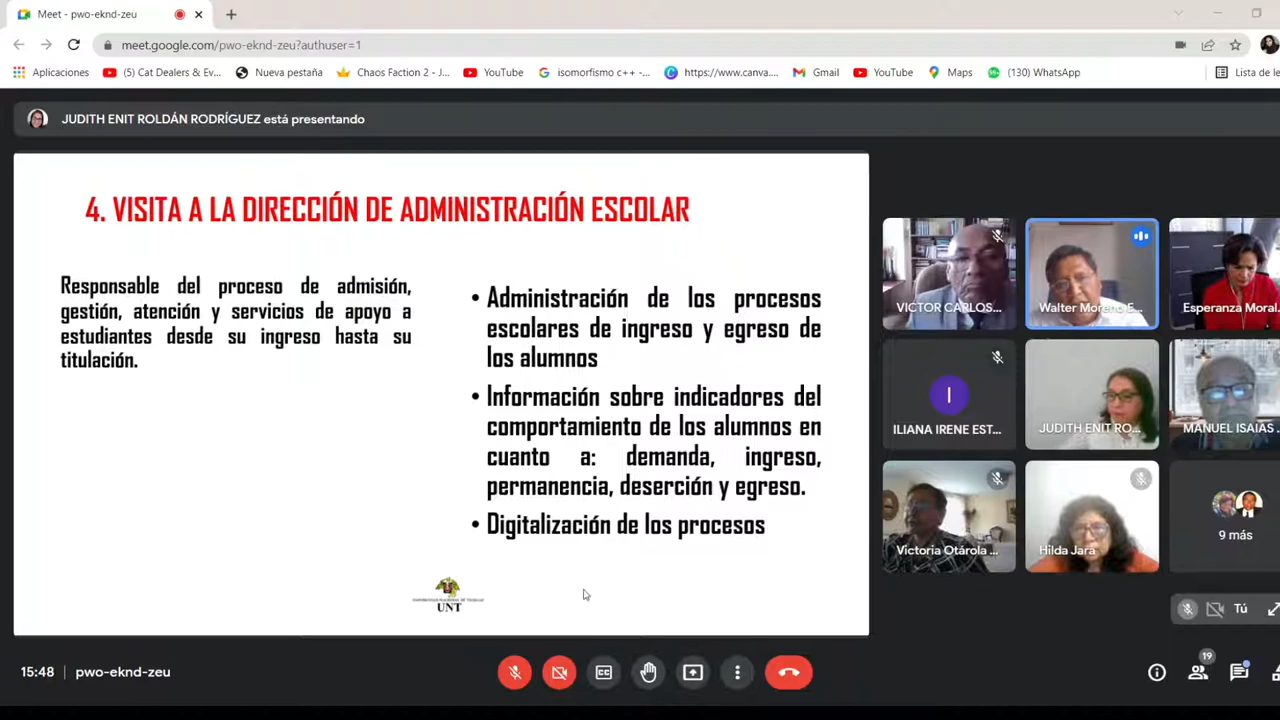 Meet - pwo-eknd-zeu
meet.google.com/pwo-eknd-zeu?authuser=1
Aplicaciones
(5) Cat Dealers & Ev...
Nueva pestaña
Chaos Faction 2 - J...
YouTube
isomorfismo c++ -...
https://www.canva....
Gmail
YouTube
Maps
(130) WhatsApp
Lista de le
JUDITH ENIT ROLDÁN RODRÍGUEZ está presentando
4. VISITA A LA DIRECCIÓN DE ADMINISTRACIÓN ESCOLAR
Responsable del proceso de admisión,
gestión, atención y servicios de apoyo a
estudiantes desde su ingreso hasta su
titulación.
• Administración de los procesos
escolares de ingreso y egreso de
los alumnos
• Información sobre indicadores del
comportamiento de los alumnos en
cuanto a: demanda, ingreso,
permanencia, deserción y egreso.
• Digitalización de los procesos
UNT
VICTOR CARLOS...
Walter Moreno E...
Esperanza Moral...
I
ILIANA IRENE EST...
JUDITH ENIT RO...
MANUEL ISAIAS ...
Victoria Otárola ...
Hilda Jara
9 más
Tú
15:48 | pwo-eknd-zeu
CC
19